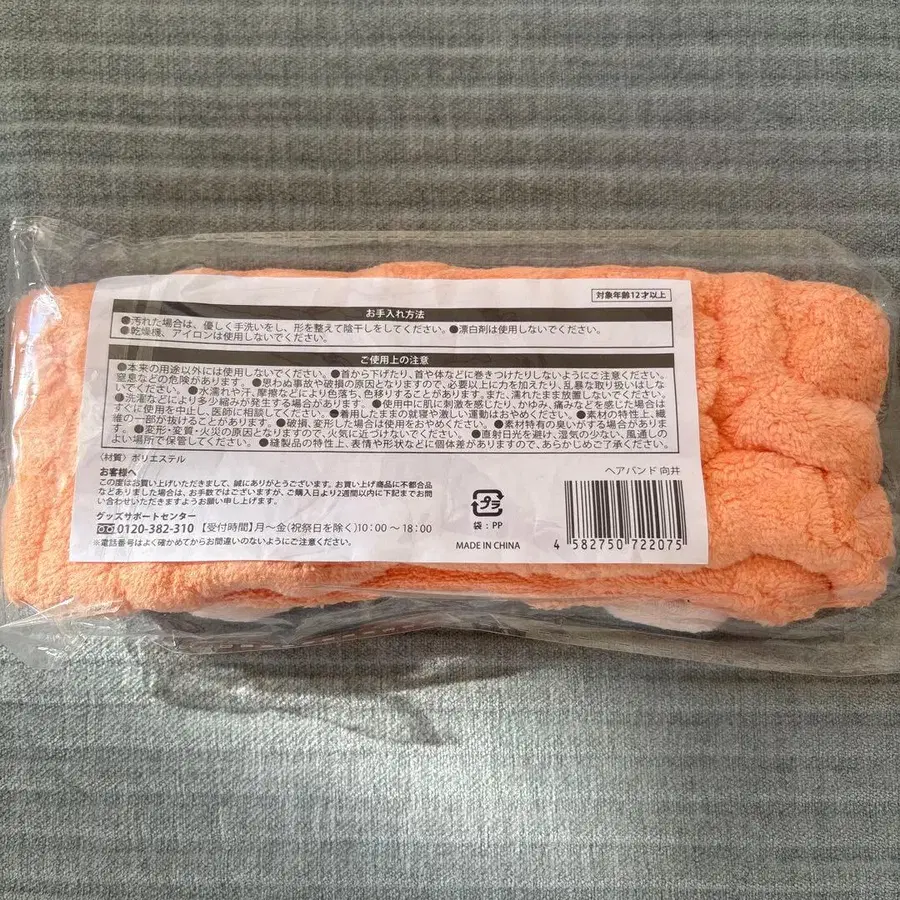 対象年齢12才以上
お手入れ方法
●汚れた場合は、優しく手洗いをし、形を整えて陰干しをしてください。●漂白剤は使用しないでください。
●乾燥機、アイロンは使用しないでください。
ご使用上の注意
●本来の用途以外には使用しないでください。●首から下げたり、首や体などに巻きつけたりしないようにご注意ください。
窒息などの危険があります。●思わぬ事故や破損の原因となりますので、必要以上に力を加えたり、乱暴な取り扱いはしな
いでください。●水濡れや汗、摩擦などにより色落ち、色移りすることがあります。また、濡れたまま放置しないでください。
●洗濯などにより多少縮みが発生する場合があります。●使用中に肌に刺激を感じたり、かゆみ、痛みなどを感じた場合は
すぐに使用を中止し、医師に相談してください。●着用したままの就寝や激しい運動はおやめください。●素材の特性上、繊
維の一部が抜けることがあります。●破損、変形した場合は使用をおやめください。●素材特有の臭いがする場合がありま
す。●変形・変質・火災の原因となりますので、火気に近づけないでください。●直射日光を避け、湿気の少ない、風通しの
よい場所で保管してください。●縫製品の特性上、表情や形状などに個体差がありますので、あらかじめご了承ください。
〈材質〉ポリエステル
お客様へ
この度はお買い上げいただきまして、誠にありがとうございます。お買い上げ商品に不都合品
などありました場合は、お手数ではございますが、ご購入日より2週間以内に下記までお問
い合わせいただきますようお願い申し上げます。
グッズサポートセンター
0120-382-310【受付時間】月～金(祝祭日を除く)10:00～18:00
※電話番号はよく確かめてからお間違いのないようにご注意ください。
プラ
袋：PP
MADE IN CHINA
ヘアバンド 向井
4 582750 722075